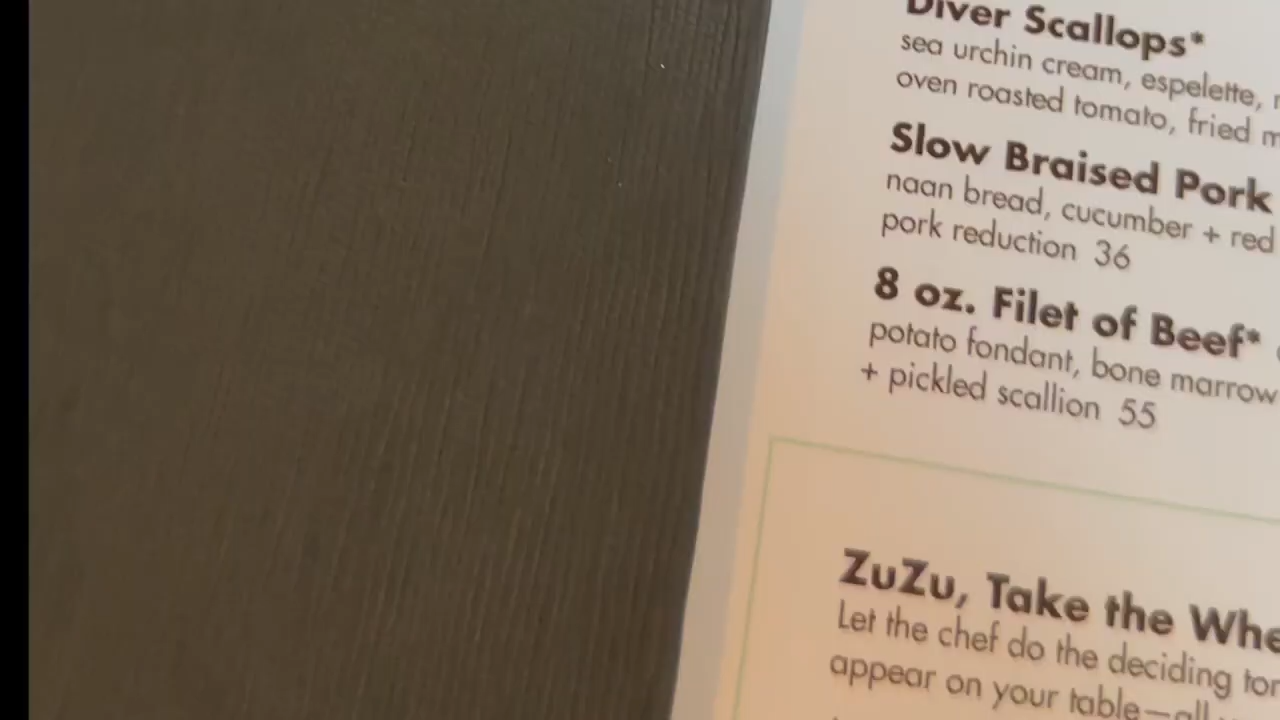 Diver Scallops*
sea urchin cream, espelette,
oven roasted tomato, fried
Slow Braised Pork
naan bread, cucumber + red
pork reduction 36
8 oz. Filet of Beef*
potato fondant, bone marrow
+ pickled scallion 55
ZuZu, Take the
Let the chef do the deciding
appear on your table—all